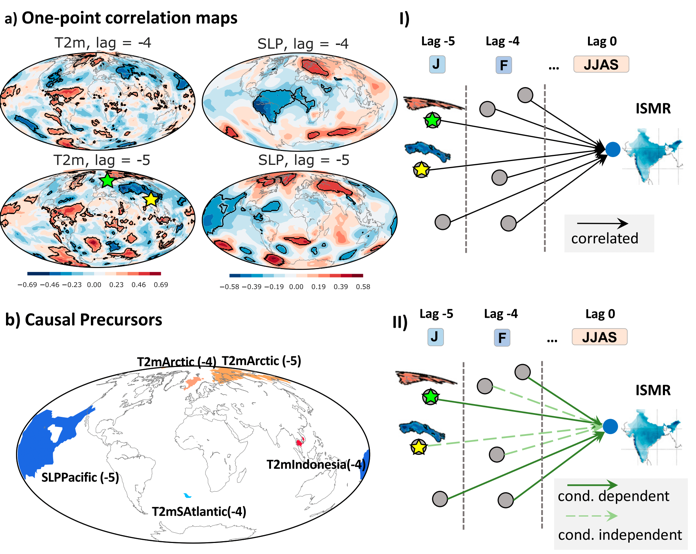 a) One-point correlation maps
T2m, lag = -4
SLP, lag = -4
T2m, lag = -5
SLP, lag = -5
−0.69 −0.46 −0.23 0.00 0.23 0.46 0.69
−0.58 −0.39 −0.19 0.00 0.19 0.39 0.58
I)
Lag -5 Lag -4 Lag 0
J F ... JJAS
ISMR
correlated
b) Causal Precursors
T2mArctic (-4) T2mArctic (-5)
SLPPacific (-5)
T2mIndonesia(-4)
T2mSAtlantic(-4)
II)
Lag -5 Lag -4 Lag 0
J F ... JJAS
ISMR
cond. dependent
cond. independent